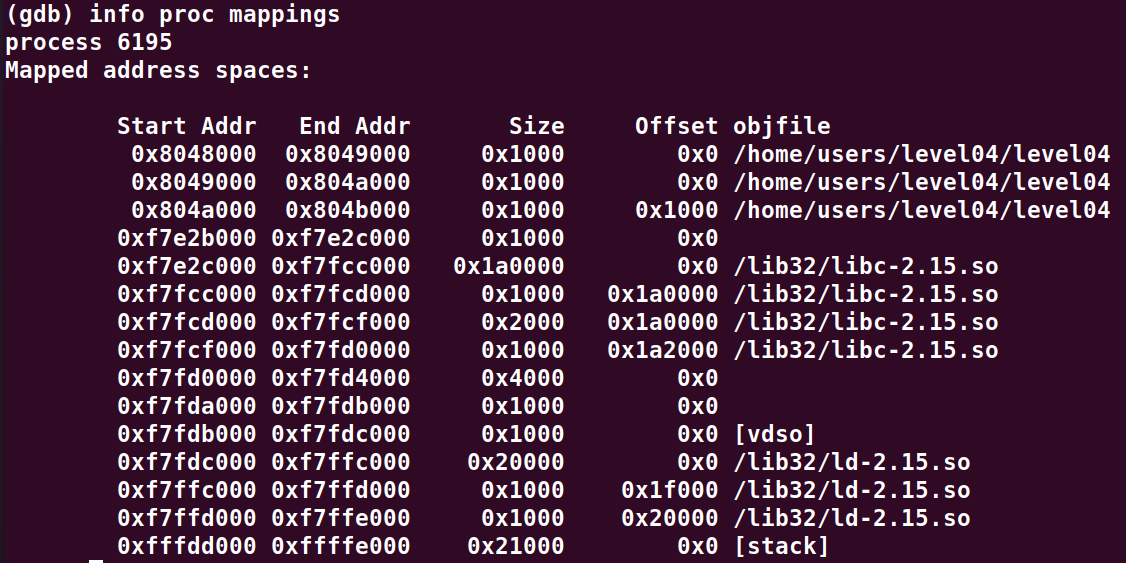 (gdb) info proc mappings
process 6195
Mapped address spaces:
Start Addr End Addr Size Offset objfile
0x8048000 0x8049000 0x1000 0x0 /home/users/level04/level04
0x8049000 0x804a000 0x1000 0x0 /home/users/level04/level04
0x804a000 0x804b000 0x1000 0x1000 /home/users/level04/level04
0xf7e2b000 0xf7e2c000 0x1000 0x0
0xf7e2c000 0xf7fcc000 0x1a0000 0x0 /lib32/libc-2.15.so
0xf7fcc000 0xf7fcd000 0x1000 0x1a0000 /lib32/libc-2.15.so
0xf7fcd000 0xf7fcf000 0x2000 0x1a0000 /lib32/libc-2.15.so
0xf7fcf000 0xf7fd0000 0x1000 0x1a2000 /lib32/libc-2.15.so
0xf7fd0000 0xf7fd4000 0x4000 0x0
0xf7fda000 0xf7fdb000 0x1000 0x0
0xf7fdb000 0xf7fdc000 0x1000 0x0 [vdso]
0xf7fdc000 0xf7ffc000 0x20000 0x0 /lib32/ld-2.15.so
0xf7ffc000 0xf7ffd000 0x1000 0x1f000 /lib32/ld-2.15.so
0xf7ffd000 0xf7ffe000 0x1000 0x20000 /lib32/ld-2.15.so
0xfffdd000 0xffffe000 0x21000 0x0 [stack]